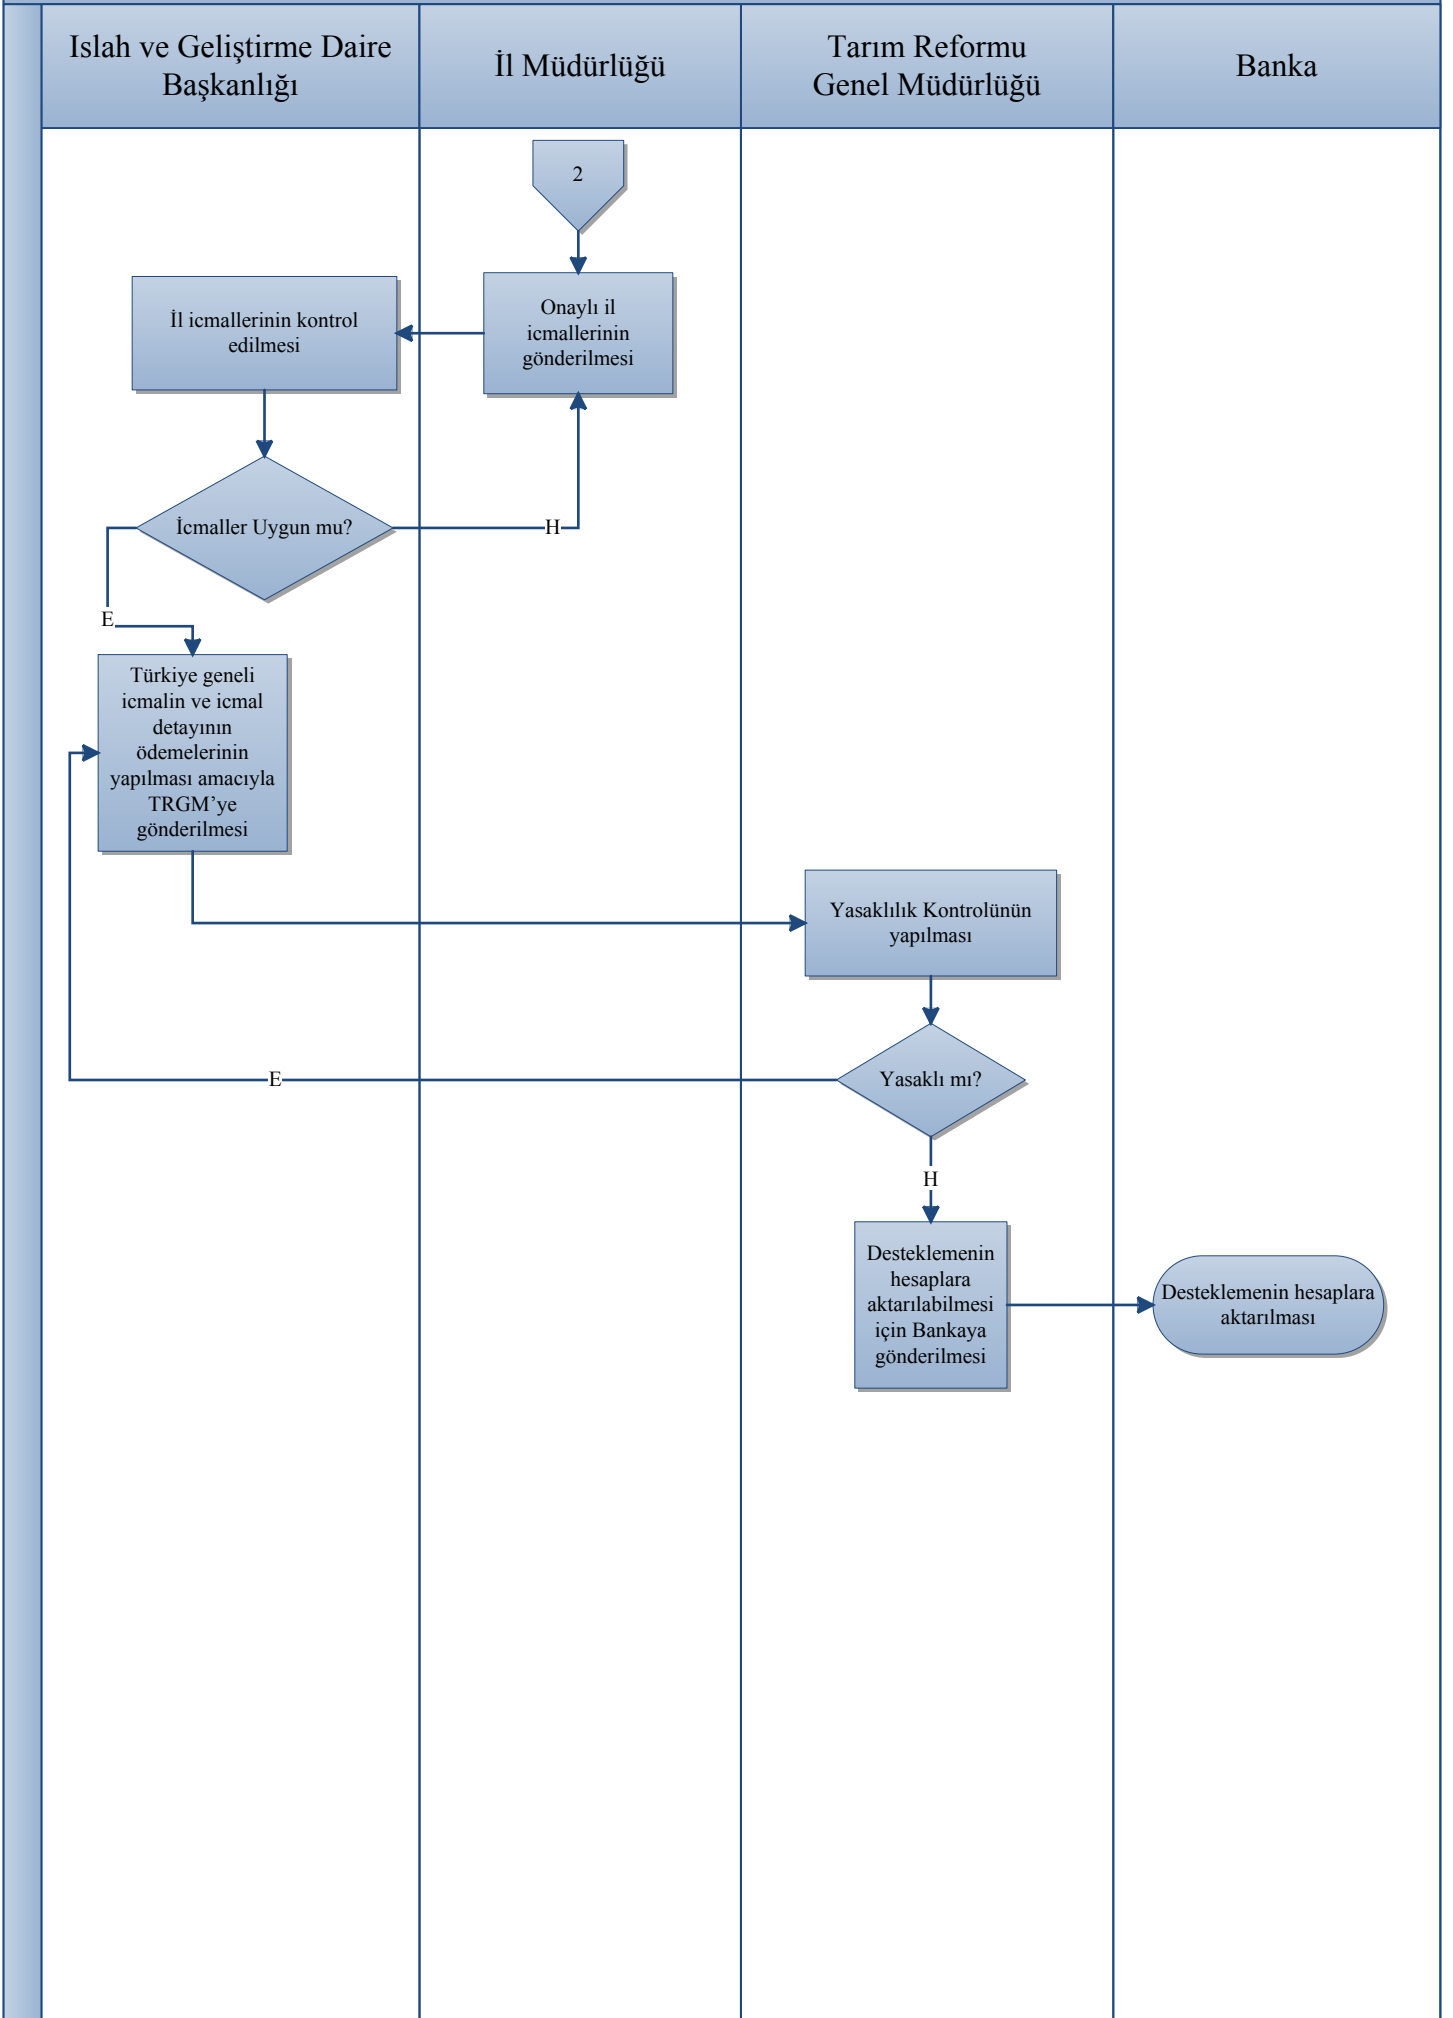 Islah ve Geliştirme Daire
Başkanlığı
İl Müdürlüğü
Tarım Reformu
Genel Müdürlüğü
Banka
2
Onaylı il
icmallerinin
gönderilmesi
İl icmallerinin kontrol
edilmesi
İcmaller Uygun mu?
H
E
Türkiye geneli
icmalin ve icmal
detayının
ödemelerinin
yapılması amacıyla
TRGM’ye
gönderilmesi
Yasaklılık Kontrolünün
yapılması
Yasaklı mı?
E
H
Desteklemenin
hesaplara
aktarılabilmesi
için Bankaya
gönderilmesi
Desteklemenin hesaplara
aktarılması